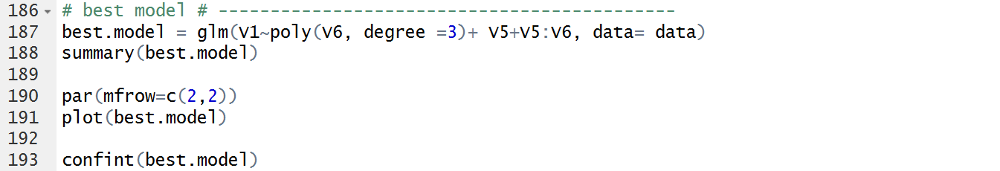 186 # best model # --------------------------------------------
187 best.model = glm(V1~poly(V6, degree =3)+ V5+V5:V6, data= data)
188 summary(best.model)
189
190 par(mfrow=c(2,2))
191 plot(best.model)
192
193 confint(best.model)